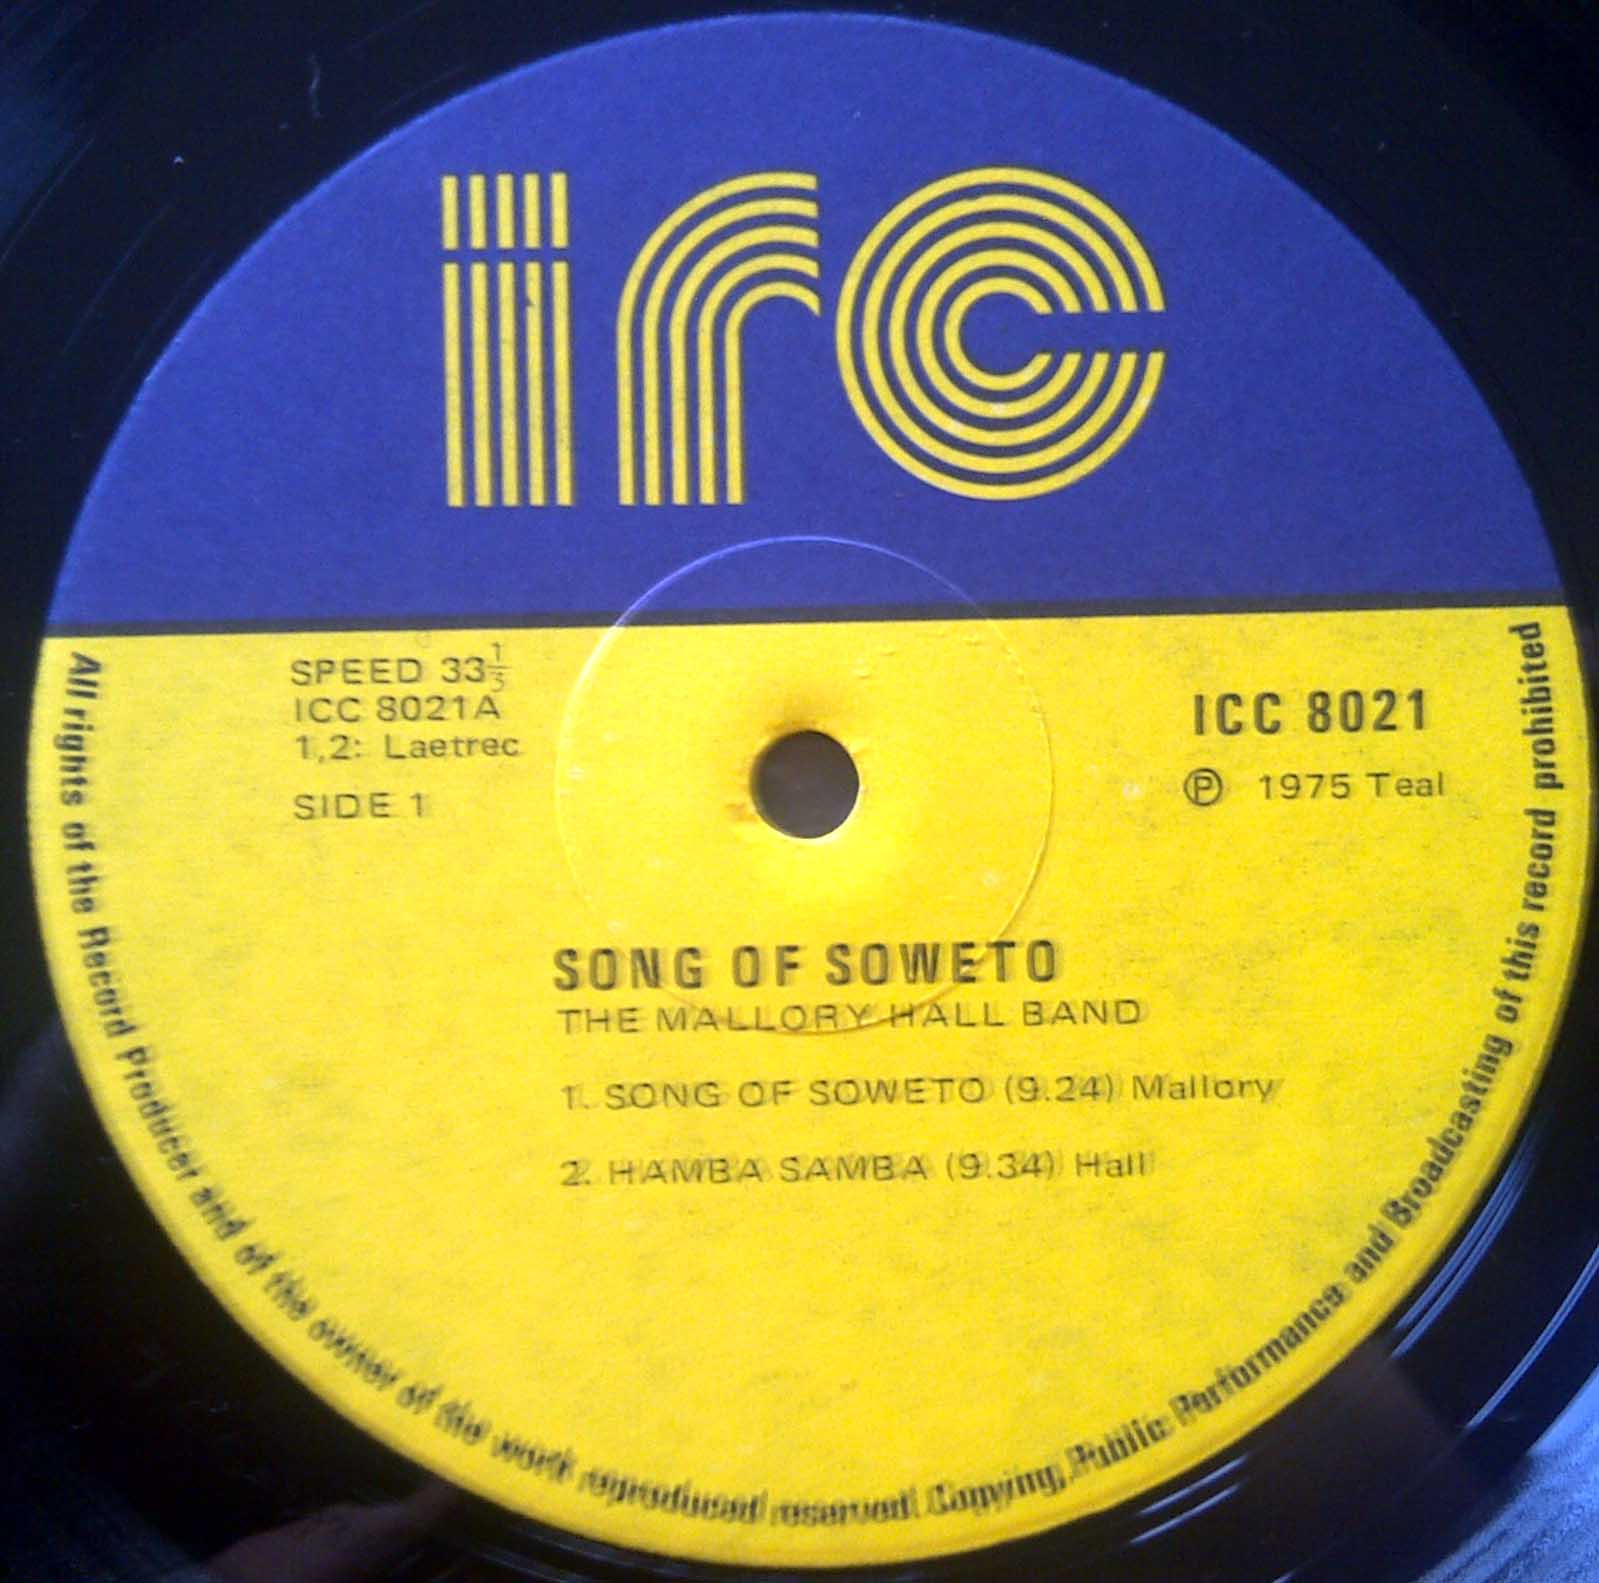 irc
SPEED 33⅓
ICC 8021A
1,2: Laetrec
SIDE 1
ICC 8021
Ⓟ 1975 Teal
SONG OF SOWETO
THE MALLORY HALL BAND
1. SONG OF SOWETO (9.24) Mallory
2. HAMBA SAMBA (9.34) Hall
All rights of the Record Producer and of the owner of the work reproduced reserved. Copying, Public Performance and Broadcasting of this record prohibited